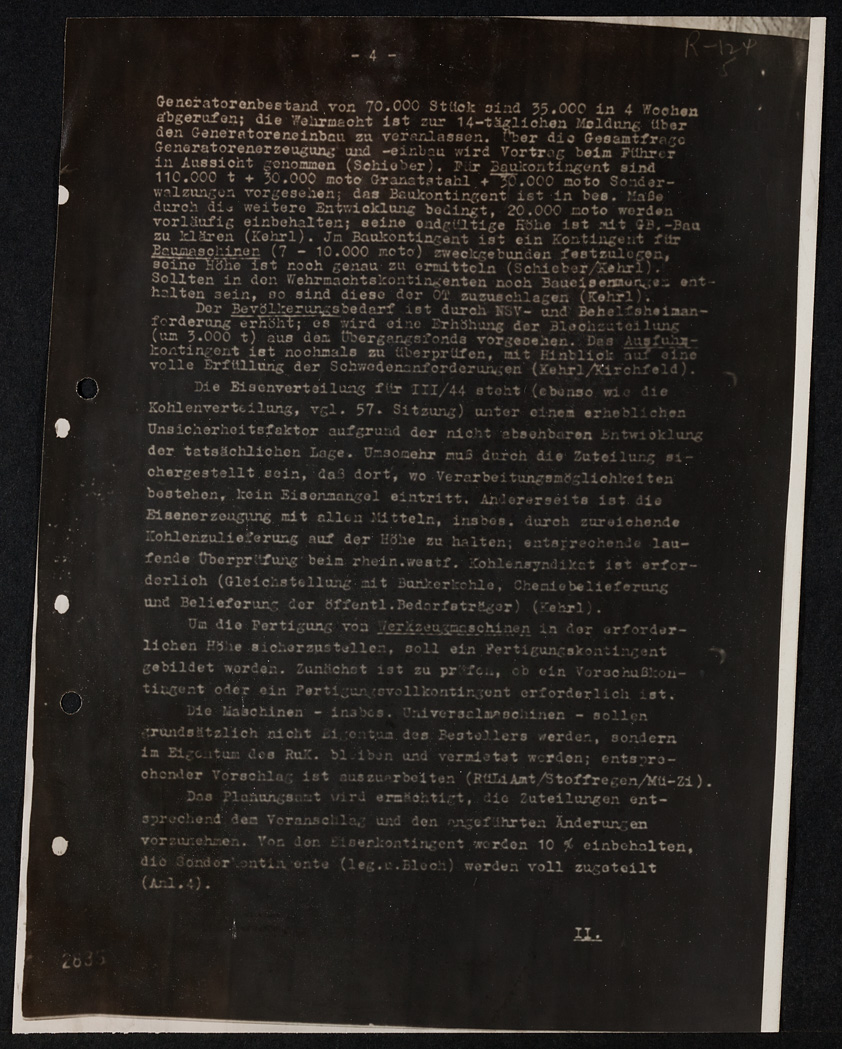 - 4 -
R-124
5
Generatorenbestand von 70.000 Stück sind 35.000 in 4 Wochen
abgerufen; die Wehrmacht ist zur 14-täglichen Meldung über
den Generatoreneinbau zu veranlassen. Über die Gesamtfrage
Generatorenerzeugung und -einbau wird Vortrag beim Führer
in Aussicht genommen (Schieber). Für Baukontingent sind
110.000 t + 30.000 moto Granatstahl + 30.000 moto Sonder-
walzungen vorgesehen; das Baukontingent ist in bes. Maße
durch die weitere Entwicklung bedingt, 20.000 moto werden
vorläufig einbehalten; seine endgültige Höhe ist mit GB.-Bau
zu klären (Kehrl). Jm Baukontingent ist ein Kontingent für
Baumaschinen (7 - 10.000 moto) zweckgebunden festzulegen,
seine Höhe ist noch genau zu ermitteln (Schieber/Kehrl).
Sollten in den Wehrmachtskontingenten noch Baueisenmengen ent-
halten sein, so sind diese der OT zuzuschlagen (Kehrl).
Der Bevölkerungsbedarf ist durch NSV- und Behelfsheiman-
forderung erhöht; es wird eine Erhöhung der Blechzuteilung
(um 3.000 t) aus dem Übergangsfonds vorgesehen. Das Ausfuhr-
kontingent ist nochmals zu überprüfen, mit Hinblick auf eine
volle Erfüllung der Schwedenanforderungen (Kehrl/Kirchfeld).
Die Eisenverteilung für III/44 steht (ebenso wie die
Kohlenverteilung, vgl. 57. Sitzung) unter einem erheblichen
Unsicherheitsfaktor aufgrund der nicht absehbaren Entwicklung
der tatsächlichen Lage. Umsomehr muß durch die Zuteilung si-
chergestellt sein, daß dort, wo Verarbeitungsmöglichkeiten
bestehen, kein Eisenmangel eintritt. Andererseits ist die
Eisenerzeugung mit allen Mitteln, insbes. durch zureichende
Kohlenzulieferung auf der Höhe zu halten; entsprechende lau-
fende Überprüfung beim rhein.westf. Kohlensyndikat ist erfor-
derlich (Gleichstellung mit Bunkerkohle, Chemiebelieferung
und Belieferung der öffentl.Bedarfsträger) (Kehrl).
Um die Fertigung von Werkzeugmaschinen in der erforder-
lichen Höhe sicherzustellen, soll ein Fertigungskontingent
gebildet werden. Zunächst ist zu prüfen, ob ein Vorschußkon-
tingent oder ein Fertigungsvollkontingent erforderlich ist.
Die Maschinen - insbes. Universalmaschinen - sollen
grundsätzlich nicht Eigentum des Bestellers werden, sondern
im Eigentum des RuK. bleiben und vermietet werden; entspre-
chender Vorschlag ist auszuarbeiten (RüLiAmt/Stoffregen/Mü-Zi).
Das Planungsamt wird ermächtigt, die Zuteilungen ent-
sprechend dem Voranschlag und den angeführten Änderungen
vorzunehmen. Von den Eisenkontingent werden 10 % einbehalten,
die Sonderkontingente (leg.u.Blech) werden voll zugeteilt
(Anl.4).
II.